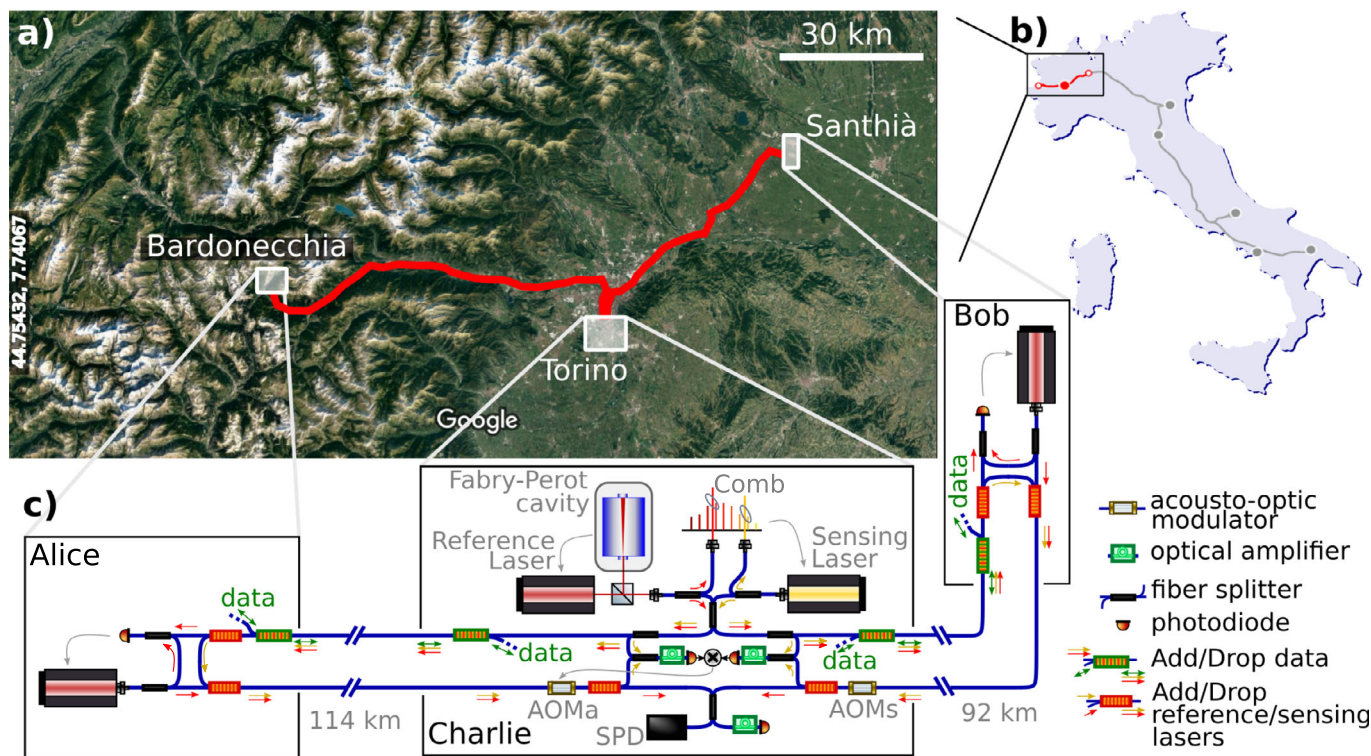 a)
30 km
b)
Santhià
Bardonecchia
44.75432, 7.74067
Torino
Google
Bob
data
c)
Fabry-Perot
cavity
Comb
Reference
Laser
Sensing
Laser
Alice
data
data
data
114 km
AOMa
Charlie
SPD
AOMs
92 km
acousto-optic
modulator
optical amplifier
fiber splitter
photodiode
Add/Drop data
Add/Drop
reference/sensing
lasers